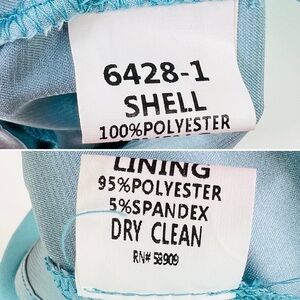 6428-1
SHELL
100%POLYESTER
LINING
95%POLYESTER
5%SPANDEX
DRY CLEAN
RN# 58909